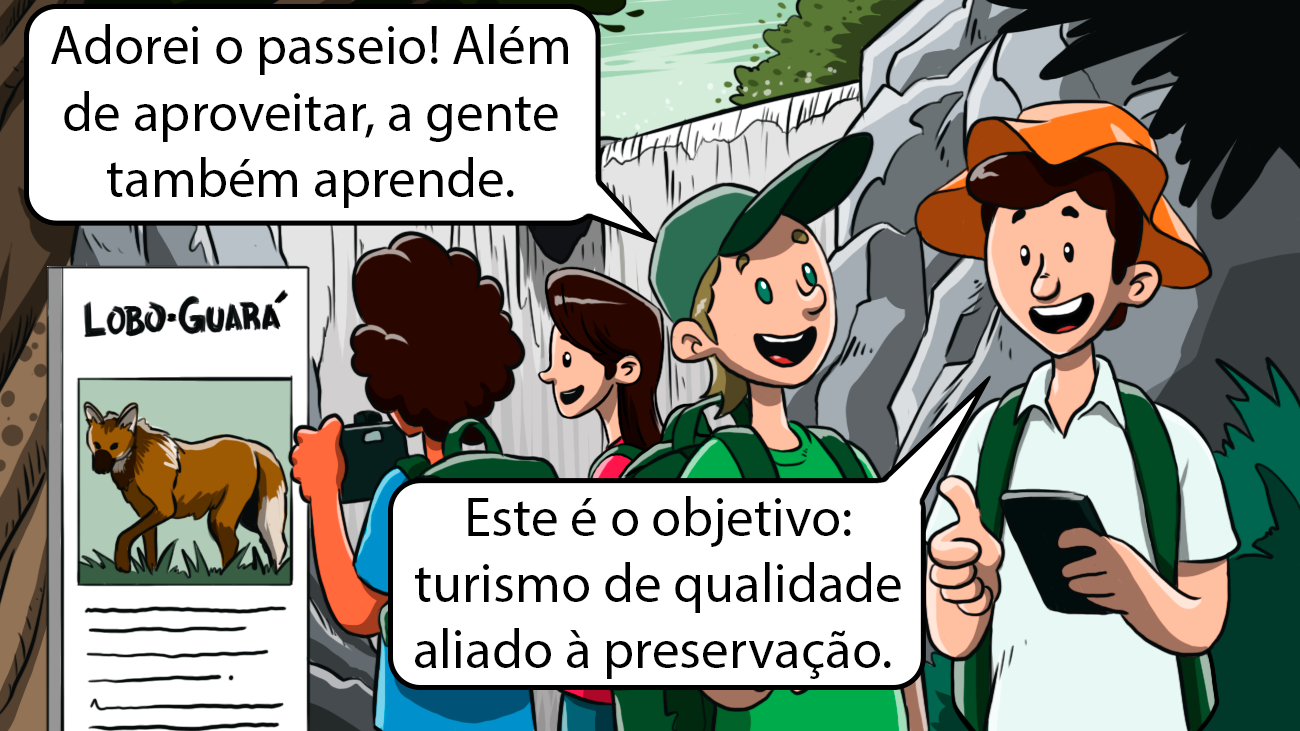 Adorei o passeio! Além
de aproveitar, a gente
também aprende.
LOBO-GUARÁ
Este é o objetivo:
turismo de qualidade
aliado à preservação.